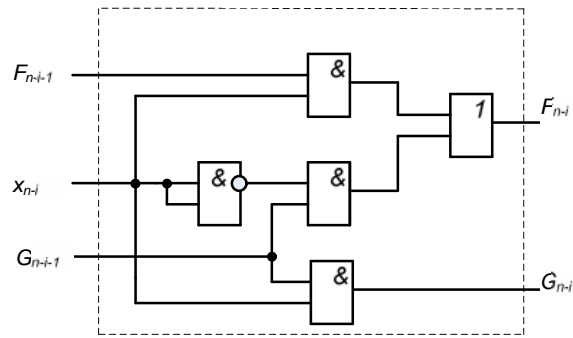 &
F_{n-i-1}
1
F_{n-i}
&
&
x_{n-i}
G_{n-i-1}
&
G_{n-i}